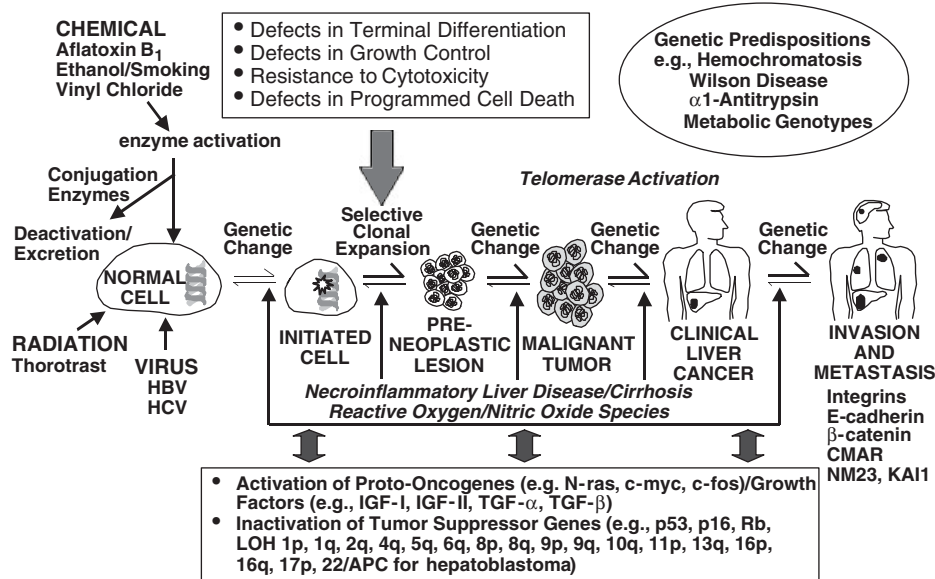 CHEMICAL
Aflatoxin B1
Ethanol/Smoking
Vinyl Chloride
enzyme activation
Conjugation
Enzymes
Deactivation/
Excretion
NORMAL
CELL
RADIATION
Thorotrast
VIRUS
HBV
HCV
• Defects in Terminal Differentiation
• Defects in Growth Control
• Resistance to Cytotoxicity
• Defects in Programmed Cell Death
Genetic Predispositions
e.g., Hemochromatosis
Wilson Disease
α1-Antitrypsin
Metabolic Genotypes
Telomerase Activation
Genetic
Change
Selective
Clonal
Expansion
Genetic
Change
Genetic
Change
Genetic
Change
INITIATED
CELL
PRE-
NEOPLASTIC
LESION
MALIGNANT
TUMOR
CLINICAL
LIVER
CANCER
INVASION
AND
METASTASIS
Integrins
E-cadherin
β-catenin
CMAR
NM23, KAI1
Necroinflammatory Liver Disease/Cirrhosis
Reactive Oxygen/Nitric Oxide Species
• Activation of Proto-Oncogenes (e.g. N-ras, c-myc, c-fos)/Growth
Factors (e.g., IGF-I, IGF-II, TGF-α, TGF-β)
• Inactivation of Tumor Suppressor Genes (e.g., p53, p16, Rb,
LOH 1p, 1q, 2q, 4q, 5q, 6q, 8p, 8q, 9p, 9q, 10q, 11p, 13q, 16p,
16q, 17p, 22/APC for hepatoblastoma)